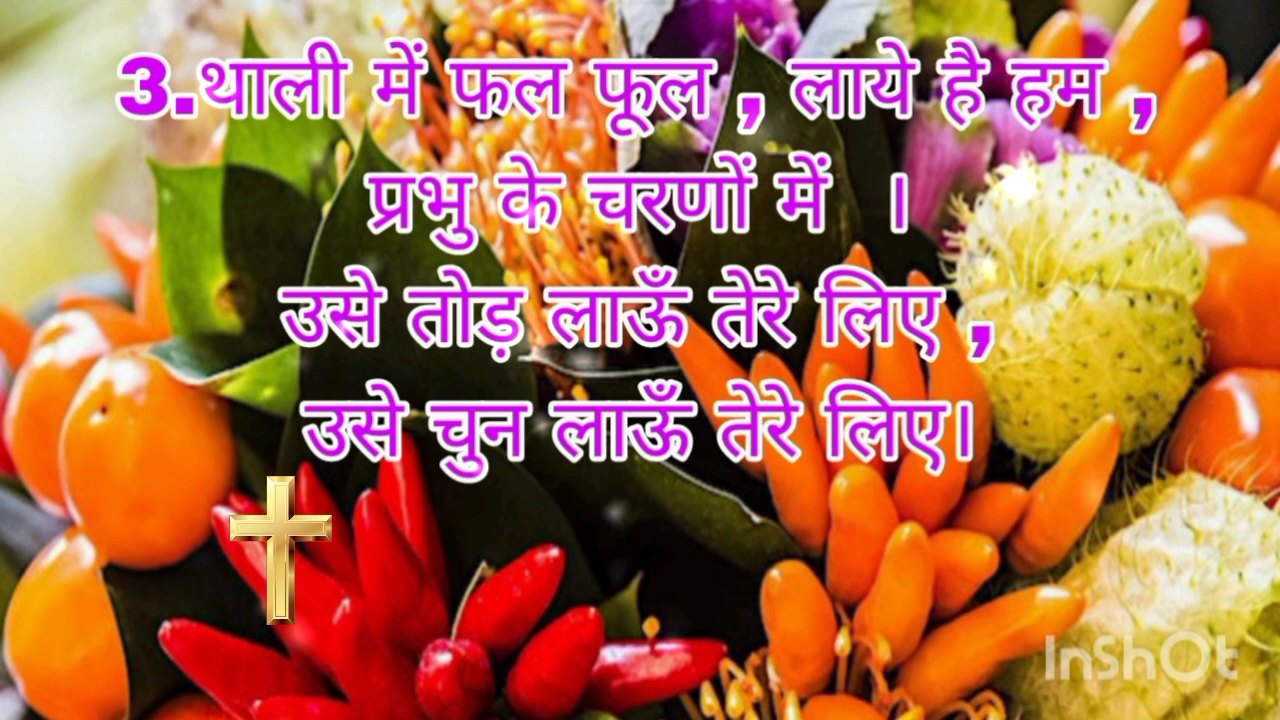 3.थाली में फल फूल , लाये है हम ,
प्रभु के चरणों में ।
उसे तोड़ लाऊँ तेरे लिए ,
उसे चुन लाऊँ तेरे लिए।
InShOt